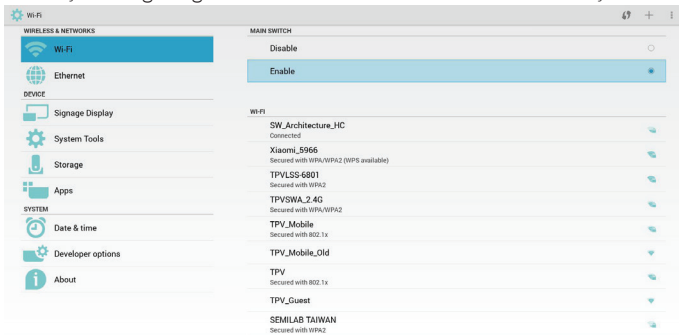 Wi-Fi
WIRELESS & NETWORKS
Wi-Fi
Ethernet
DEVICE
Signage Display
System Tools
Storage
Apps
SYSTEM
Date & time
Developer options
About
MAIN SWITCH
Disable
Enable
WI-FI
SW_Architecture_HC
Connected
Xiaomi_5966
Secured with WPA/WPA2 (WPS available)
TPVLSS-6801
Secured with WPA2
TPVSWA_2.4G
Secured with WPA/WPA2
TPV_Mobile
Secured with 802.1x
TPV_Mobile_Old
TPV
Secured with 802.1x
TPV_Guest
SEMILAB TAIWAN
Secured with WPA2